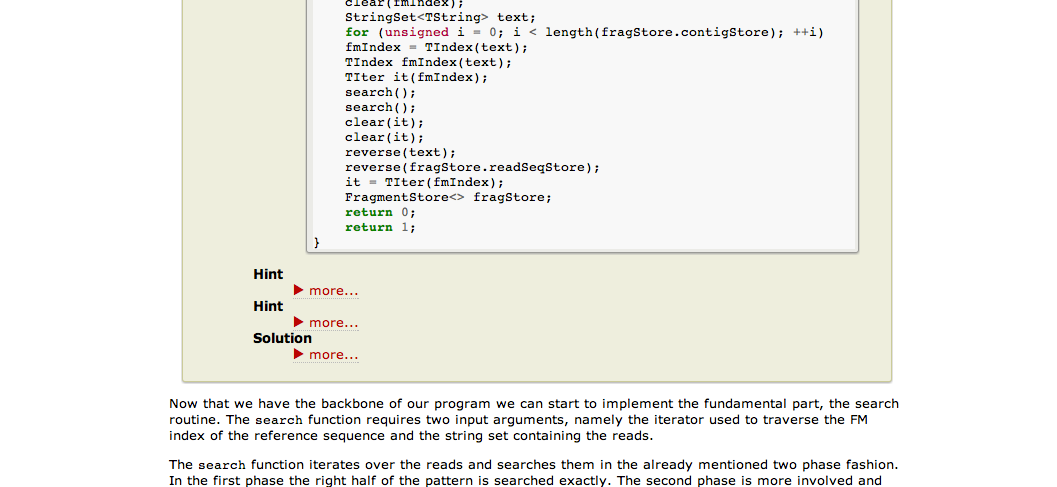 clear(fmIndex);
StringSet<TString> text;
for (unsigned i = 0; i < length(fragStore.contigStore); ++i)
fmIndex = TIndex(text);
TIndex fmIndex(text);
TIter it(fmIndex);
search();
search();
clear(it);
clear(it);
reverse(text);
reverse(fragStore.readSeqStore);
it = TIter(fmIndex);
FragmentStore<> fragStore;
return 0;
return 1;
}
Hint
▶ more...
Hint
▶ more...
Solution
▶ more...
Now that we have the backbone of our program we can start to implement the fundamental part, the search
routine. The search function requires two input arguments, namely the iterator used to traverse the FM
index of the reference sequence and the string set containing the reads.
The search function iterates over the reads and searches them in the already mentioned two phase fashion.
In the first phase the right half of the pattern is searched exactly. The second phase is more involved and